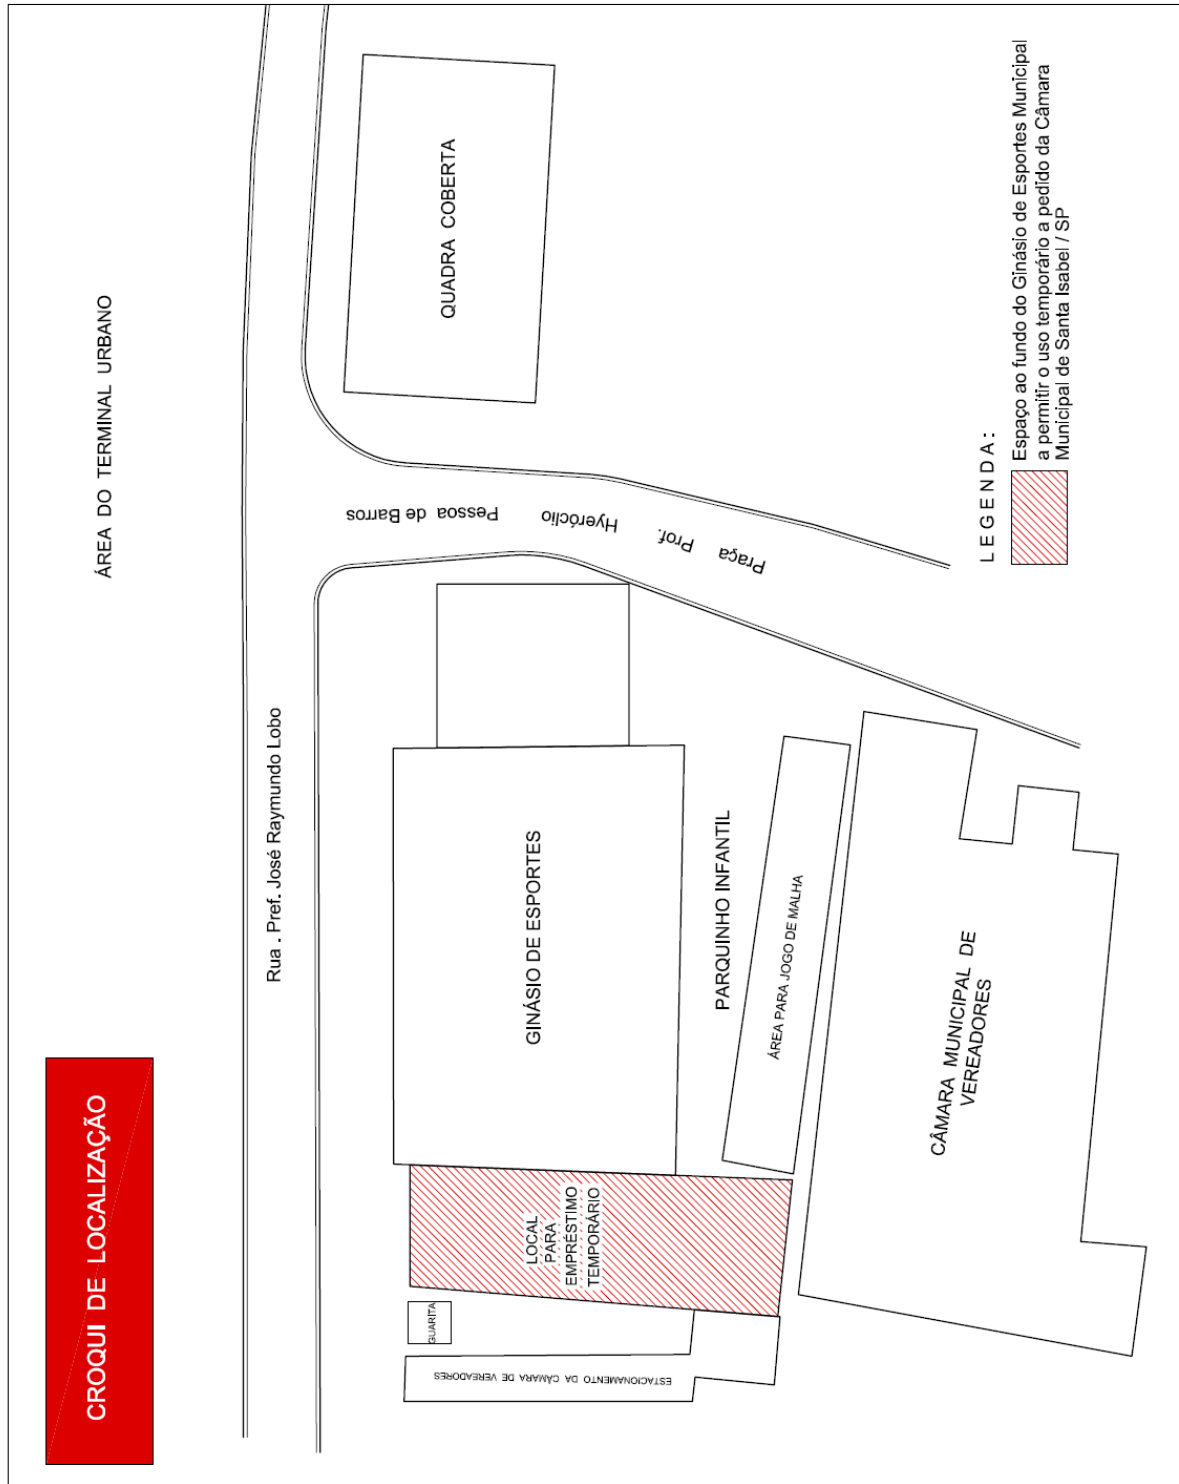 CROQUI DE LOCALIZAÇÃO
ÁREA DO TERMINAL URBANO
Rua . Pref. José Raymundo Lobo
QUADRA COBERTA
Praça Prof. Hyeróclio Pessoa de Barros
GINÁSIO DE ESPORTES
PARQUINHO INFANTIL
ÁREA PARA JOGO DE MALHA
CÂMARA MUNICIPAL DE
VEREADORES
LOCAL
PARA
EMPRÉSTIMO
TEMPORÁRIO
GUARITA
ESTACIONAMENTO DA CÂMARA DE VEREADORES
LEGENDA:
Espaço ao fundo do Ginásio de Esportes Municipal
a permitir o uso temporário a pedido da Câmara
Municipal de Santa Isabel / SP